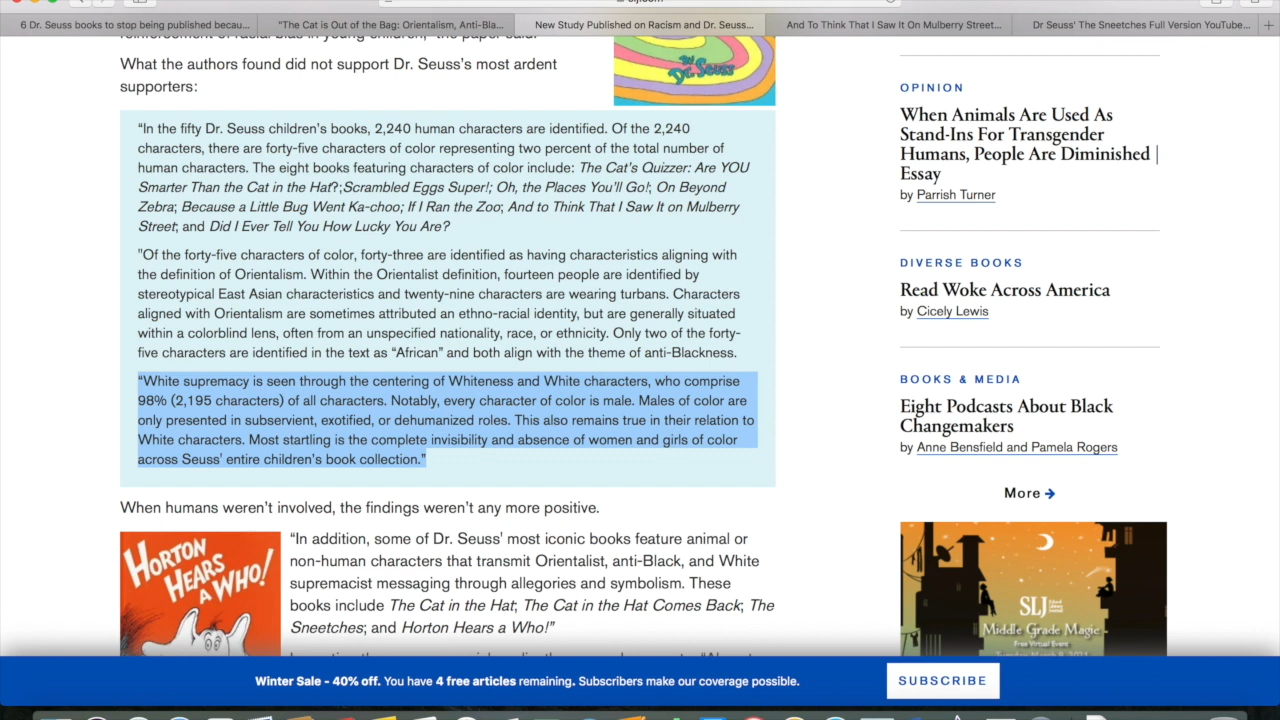 slj.com
6 Dr. Seuss books to stop being published becau...
"The Cat is Out of the Bag: Orientalism, Anti-Bla...
New Study Published on Racism and Dr. Seuss...
And To Think That I Saw It On Mulberry Street...
Dr Seuss' The Sneetches Full Version YouTube...
reinforcement of racial bias in young children," the paper said.
What the authors found did not support Dr. Seuss's most ardent
supporters:
Dr. Seuss
"In the fifty Dr. Seuss children's books, 2,240 human characters are identified. Of the 2,240
characters, there are forty-five characters of color representing two percent of the total number of
human characters. The eight books featuring characters of color include: The Cat's Quizzer: Are YOU
Smarter Than the Cat in the Hat?;Scrambled Eggs Super!; Oh, the Places You'll Go!, On Beyond
Zebra; Because a Little Bug Went Ka-choo; If I Ran the Zoo; And to Think That I Saw It on Mulberry
Street; and Did I Ever Tell You How Lucky You Are?
"Of the forty-five characters of color, forty-three are identified as having characteristics aligning with
the definition of Orientalism. Within the Orientalist definition, fourteen people are identified by
stereotypical East Asian characteristics and twenty-nine characters are wearing turbans. Characters
aligned with Orientalism are sometimes attributed an ethno-racial identity, but are generally situated
within a colorblind lens, often from an unspecified nationality, race, or ethnicity. Only two of the forty-
five characters are identified in the text as "African" and both align with the theme of anti-Blackness.
"White supremacy is seen through the centering of Whiteness and White characters, who comprise
98% (2,195 characters) of all characters. Notably, every character of color is male. Males of color are
only presented in subservient, exotified, or dehumanized roles. This also remains true in their relation to
White characters. Most startling is the complete invisibility and absence of women and girls of color
across Seuss' entire children's book collection."
When humans weren't involved, the findings weren't any more positive.
HORTON
HEARS
A WHO!
"In addition, some of Dr. Seuss' most iconic books feature animal or
non-human characters that transmit Orientalist, anti-Black, and White
supremacist messaging through allegories and symbolism. These
books include The Cat in the Hat; The Cat in the Hat Comes Back; The
Sneetches; and Horton Hears a Who!"
OPINION
When Animals Are Used As
Stand-Ins For Transgender
Humans, People Are Diminished |
Essay
by Parrish Turner
DIVERSE BOOKS
Read Woke Across America
by Cicely Lewis
BOOKS & MEDIA
Eight Podcasts About Black
Changemakers
by Anne Bensfield and Pamela Rogers
More →
SLJ
Middle Grade Magic
Free Virtual Event
Winter Sale - 40% off. You have 4 free articles remaining. Subscribers make our coverage possible.
SUBSCRIBE